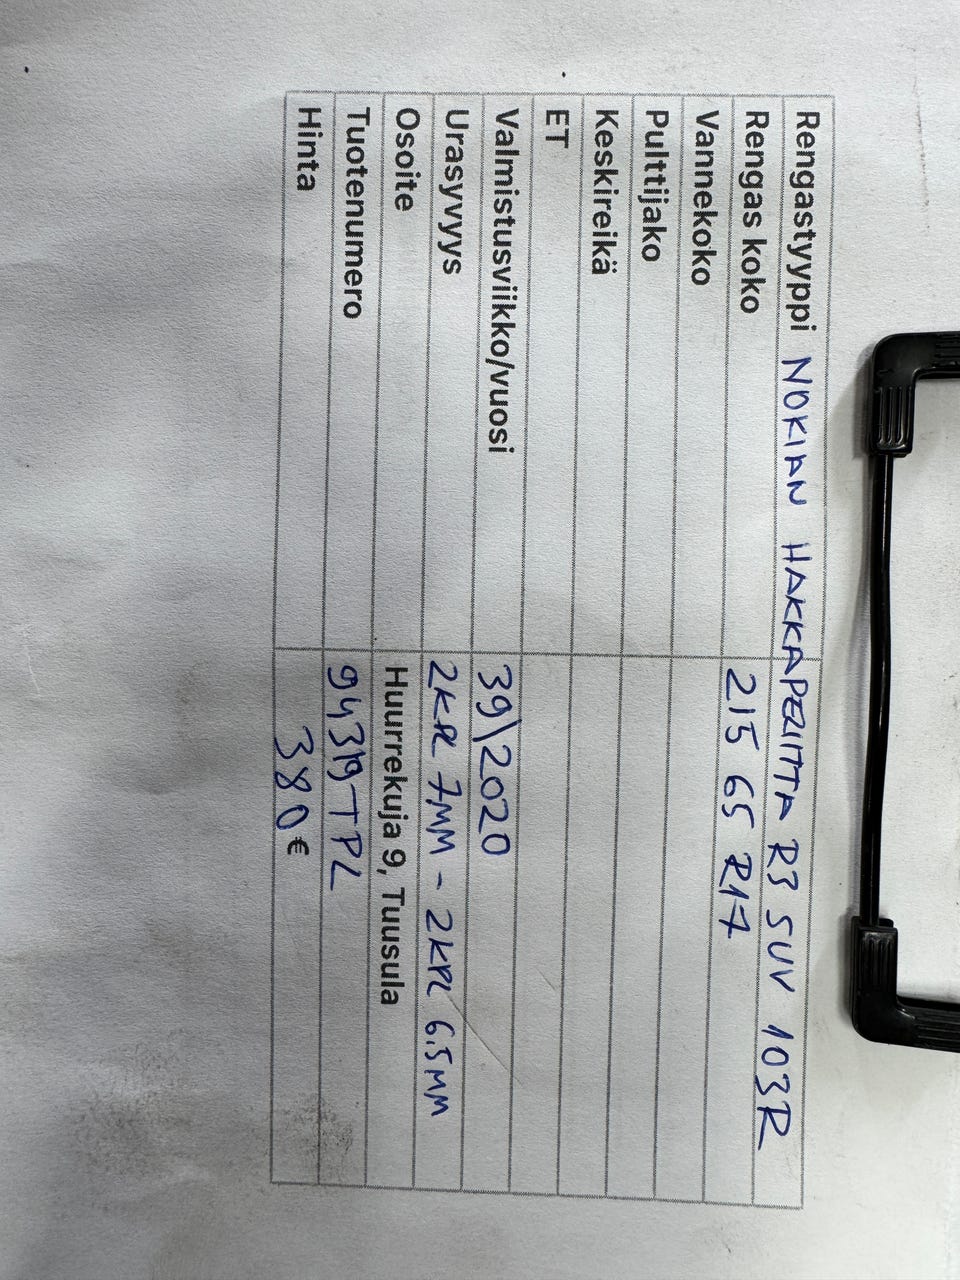 Rengastyyppi NOKIAN HAKKAPELIITTA R3 SUV 103R
Rengas koko 215 65 R17
Vannekoko
Pulttijako
Keskireikä
ET
Valmistusviikko/vuosi 39\2020
Urasyvyys 2KPL 7MM - 2KPL 6.5MM
Osoite Huurrekuja 9, Tuusula
Tuotenumero 94319TPL
Hinta 380€